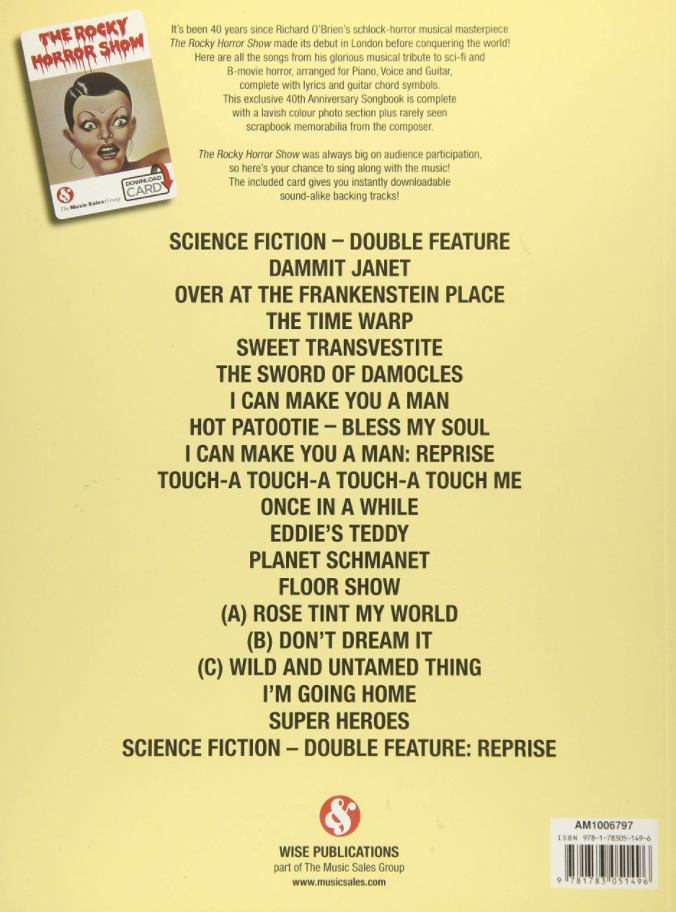 THE ROCKY
HORROR SHOW
DOWNLOAD
CARD
The Music Sales Group
It's been 40 years since Richard O'Brien's schlock-horror musical masterpiece
The Rocky Horror Show made its debut in London before conquering the world!
Here are all the songs from his glorious musical tribute to sci-fi and
B-movie horror, arranged for Piano, Voice and Guitar,
complete with lyrics and guitar chord symbols.
This exclusive 40th Anniversary Songbook is complete
with a lavish colour photo section plus rarely seen
scrapbook memorabilia from the composer.
The Rocky Horror Show was always big on audience participation,
so here's your chance to sing along with the music!
The included card gives you instantly downloadable
sound-alike backing tracks!
SCIENCE FICTION – DOUBLE FEATURE
DAMMIT JANET
OVER AT THE FRANKENSTEIN PLACE
THE TIME WARP
SWEET TRANSVESTITE
THE SWORD OF DAMOCLES
I CAN MAKE YOU A MAN
HOT PATOOTIE – BLESS MY SOUL
I CAN MAKE YOU A MAN: REPRISE
TOUCH-A TOUCH-A TOUCH-A TOUCH ME
ONCE IN A WHILE
EDDIE'S TEDDY
PLANET SCHMANET
FLOOR SHOW
(A) ROSE TINT MY WORLD
(B) DON'T DREAM IT
(C) WILD AND UNTAMED THING
I'M GOING HOME
SUPER HEROES
SCIENCE FICTION – DOUBLE FEATURE: REPRISE
&
WISE PUBLICATIONS
part of The Music Sales Group
www.musicsales.com
AM1006797
ISBN 978-1-78305-149-6
9 781783 051496